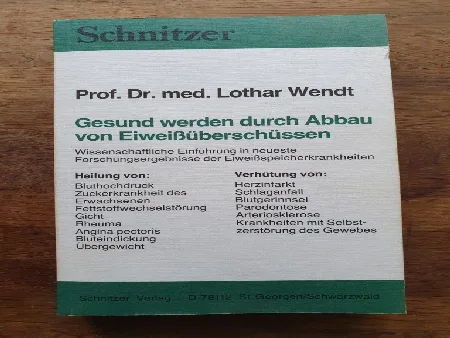 Schnitzer
Prof. Dr. med. Lothar Wendt
Gesund werden durch Abbau
von Eiweißüberschüssen
Wissenschaftliche Einführung in neueste
Forschungsergebnisse der Eiweißspeicherkrankheiten
Heilung von:
Bluthochdruck
Zuckerkrankheit des
Erwachsenen
Fettstoffwechselstörung
Gicht
Rheuma
Angina pectoris
Bluteindickung
Übergewicht
Verhütung von:
Herzinfarkt
Schlaganfall
Blutgerinnsel
Parodontose
Arteriosklerose
Krankheiten mit Selbst-
zerstörung des Gewebes
Schnitzer Verlag D 7812 St. Georgen/Schwarzwald